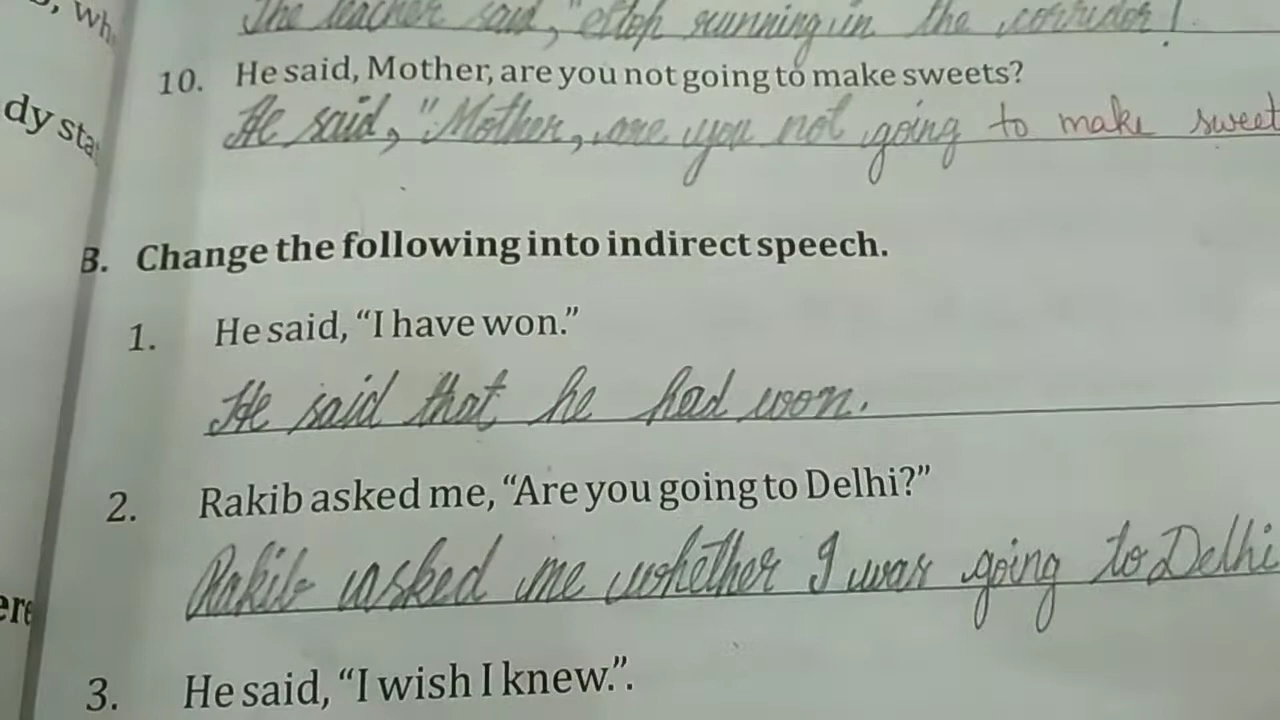 The teacher said, "Stop running in the corridor!
10. He said, Mother, are you not going to make sweets?
He said, "Mother, are you not going to make sweet
dy sta
B. Change the following into indirect speech.
1. He said, “I have won.”
He said that he had won.
2. Rakib asked me, “Are you going to Delhi?”
Rakib asked me whether I was going to Delhi
ere
3. He said, “I wish I knew.”.